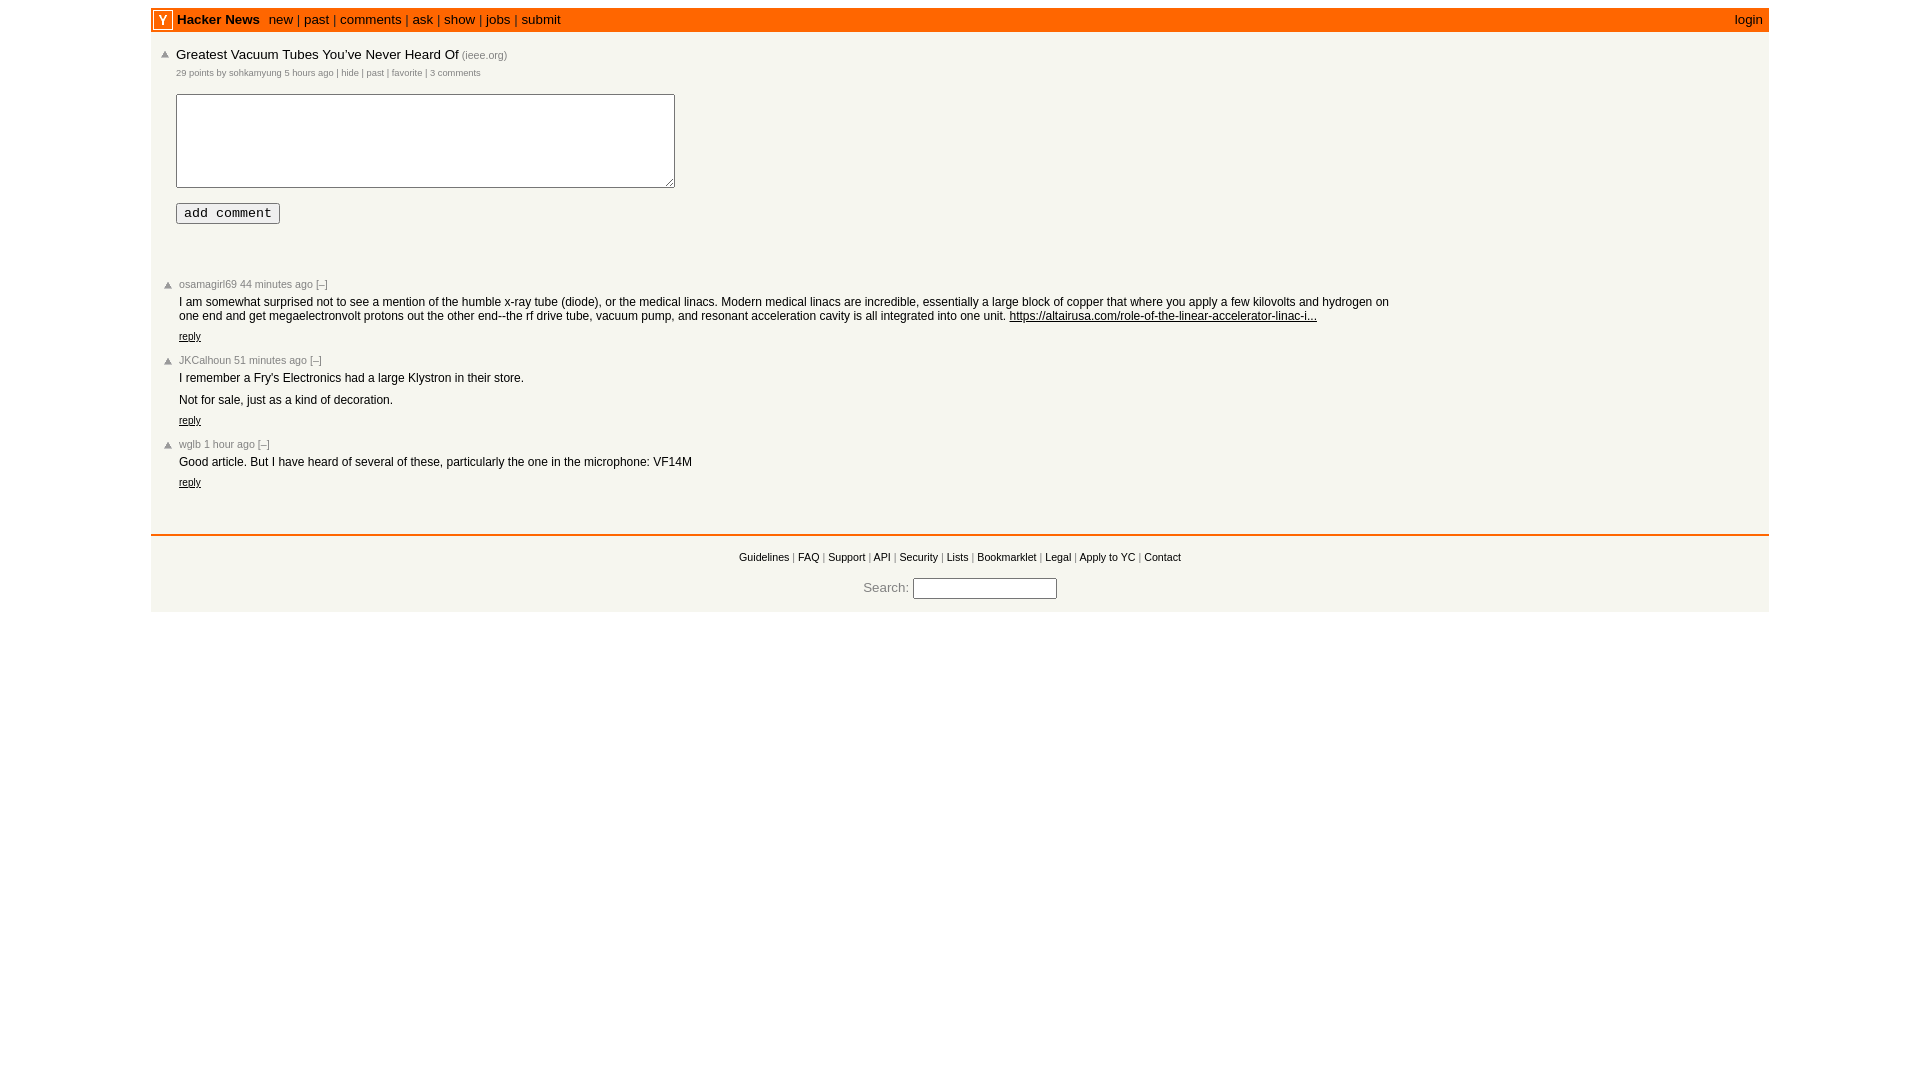 Y Hacker News new | past | comments | ask | show | jobs | submit login
Greatest Vacuum Tubes You’ve Never Heard Of (ieee.org)
29 points by sohkamyung 5 hours ago | hide | past | favorite | 3 comments
add comment
osamagirl69 44 minutes ago [–]
I am somewhat surprised not to see a mention of the humble x-ray tube (diode), or the medical linacs. Modern medical linacs are incredible, essentially a large block of copper that where you apply a few kilovolts and hydrogen on
one end and get megaelectronvolt protons out the other end--the rf drive tube, vacuum pump, and resonant acceleration cavity is all integrated into one unit. https://altairusa.com/role-of-the-linear-accelerator-linac-i...
reply
JKCalhoun 51 minutes ago [–]
I remember a Fry's Electronics had a large Klystron in their store.
Not for sale, just as a kind of decoration.
reply
wglb 1 hour ago [–]
Good article. But I have heard of several of these, particularly the one in the microphone: VF14M
reply
Guidelines | FAQ | Support | API | Security | Lists | Bookmarklet | Legal | Apply to YC | Contact
Search: